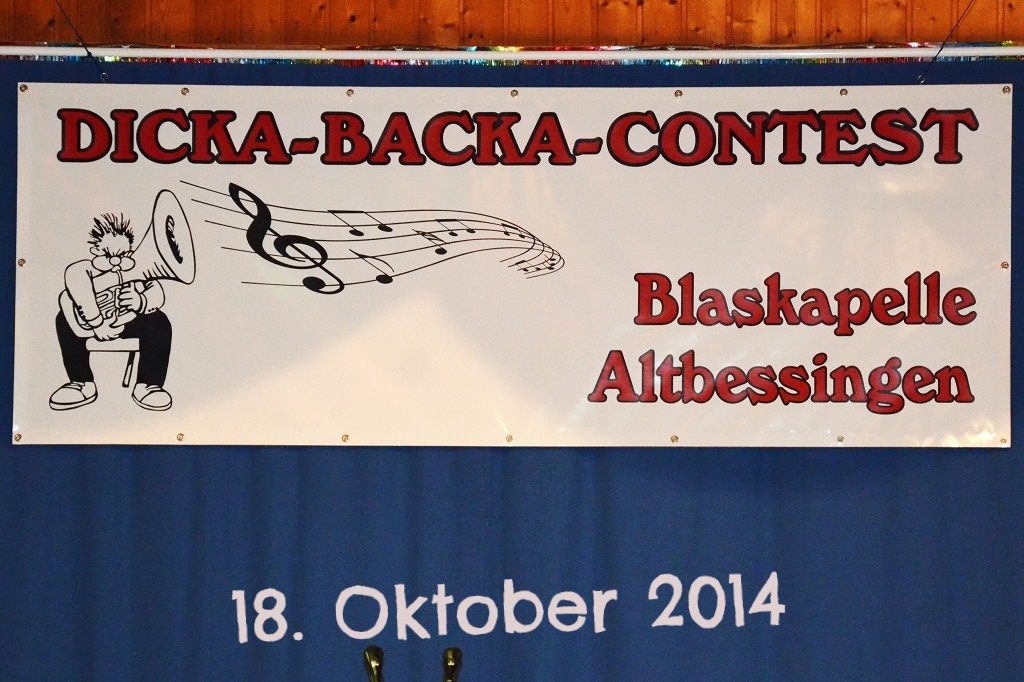 DICKA-BACKA-CONTEST
Blaskapelle
Altbessingen
18. Oktober 2014